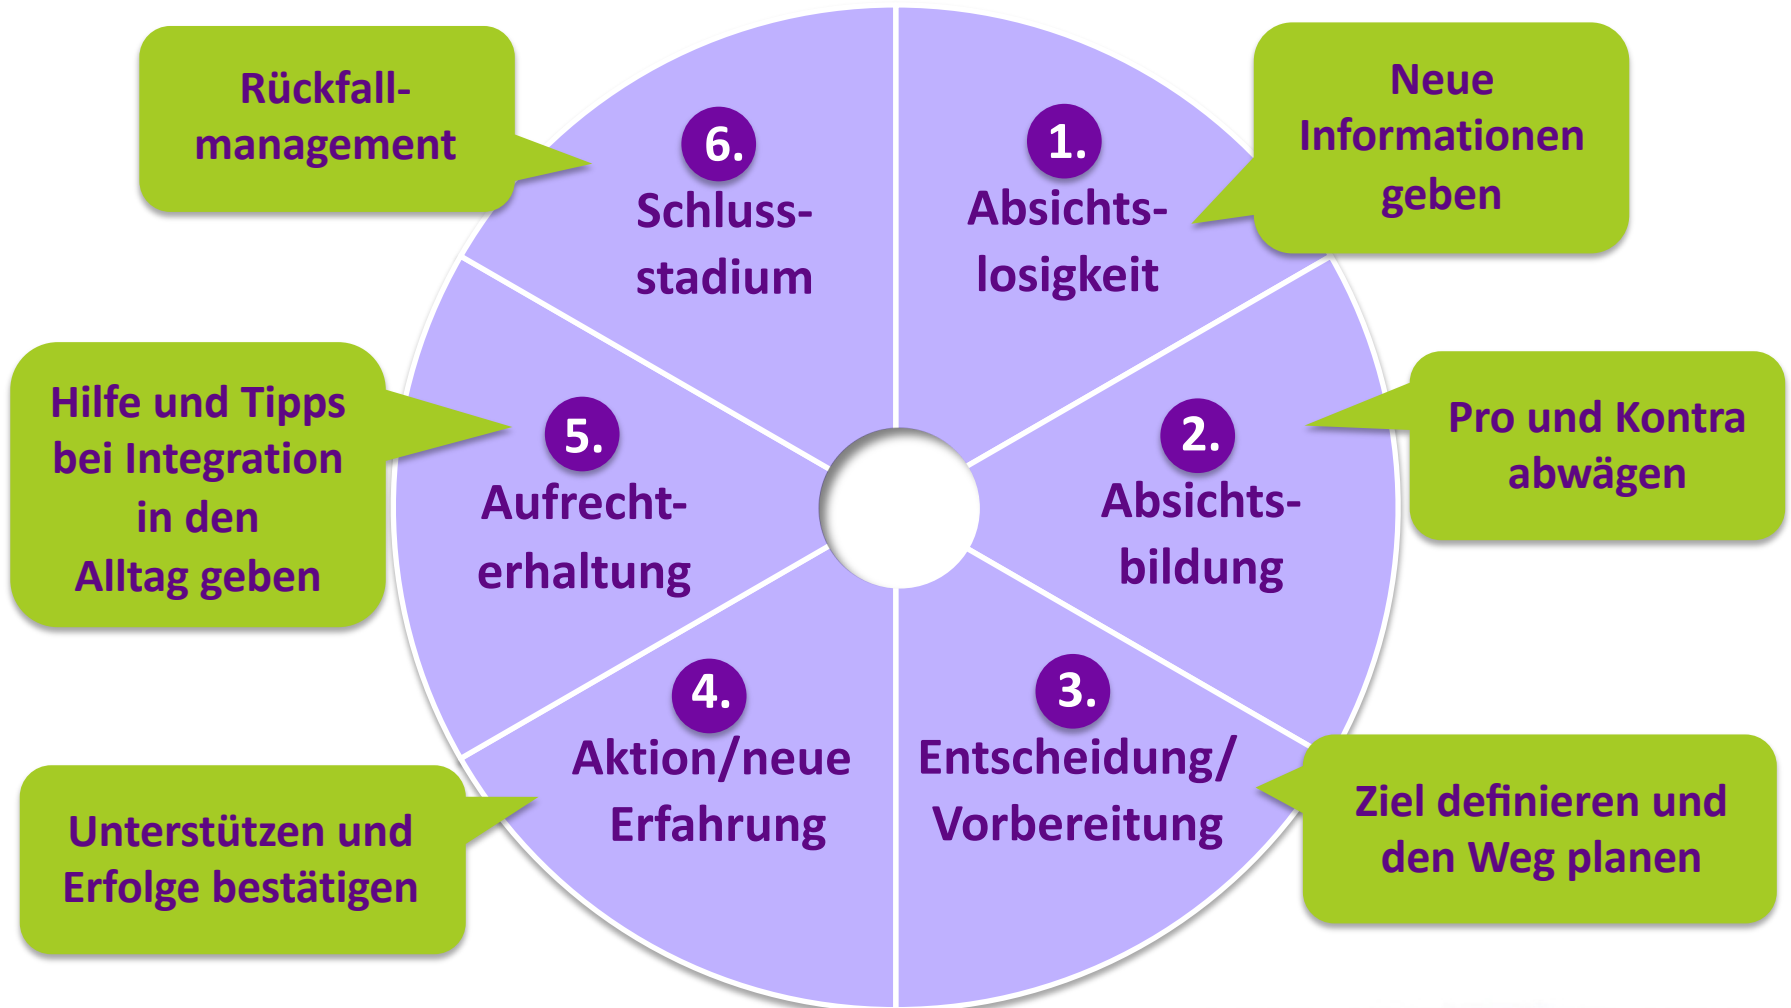 1.
Absichts-
losigkeit
Neue
Informationen
geben
2.
Absichts-
bildung
Pro und Kontra
abwägen
3.
Entscheidung/
Vorbereitung
Ziel definieren und
den Weg planen
4.
Aktion/neue
Erfahrung
Unterstützen und
Erfolge bestätigen
5.
Aufrecht-
erhaltung
Hilfe und Tipps
bei Integration
in den
Alltag geben
6.
Schluss-
stadium
Rückfall-
management